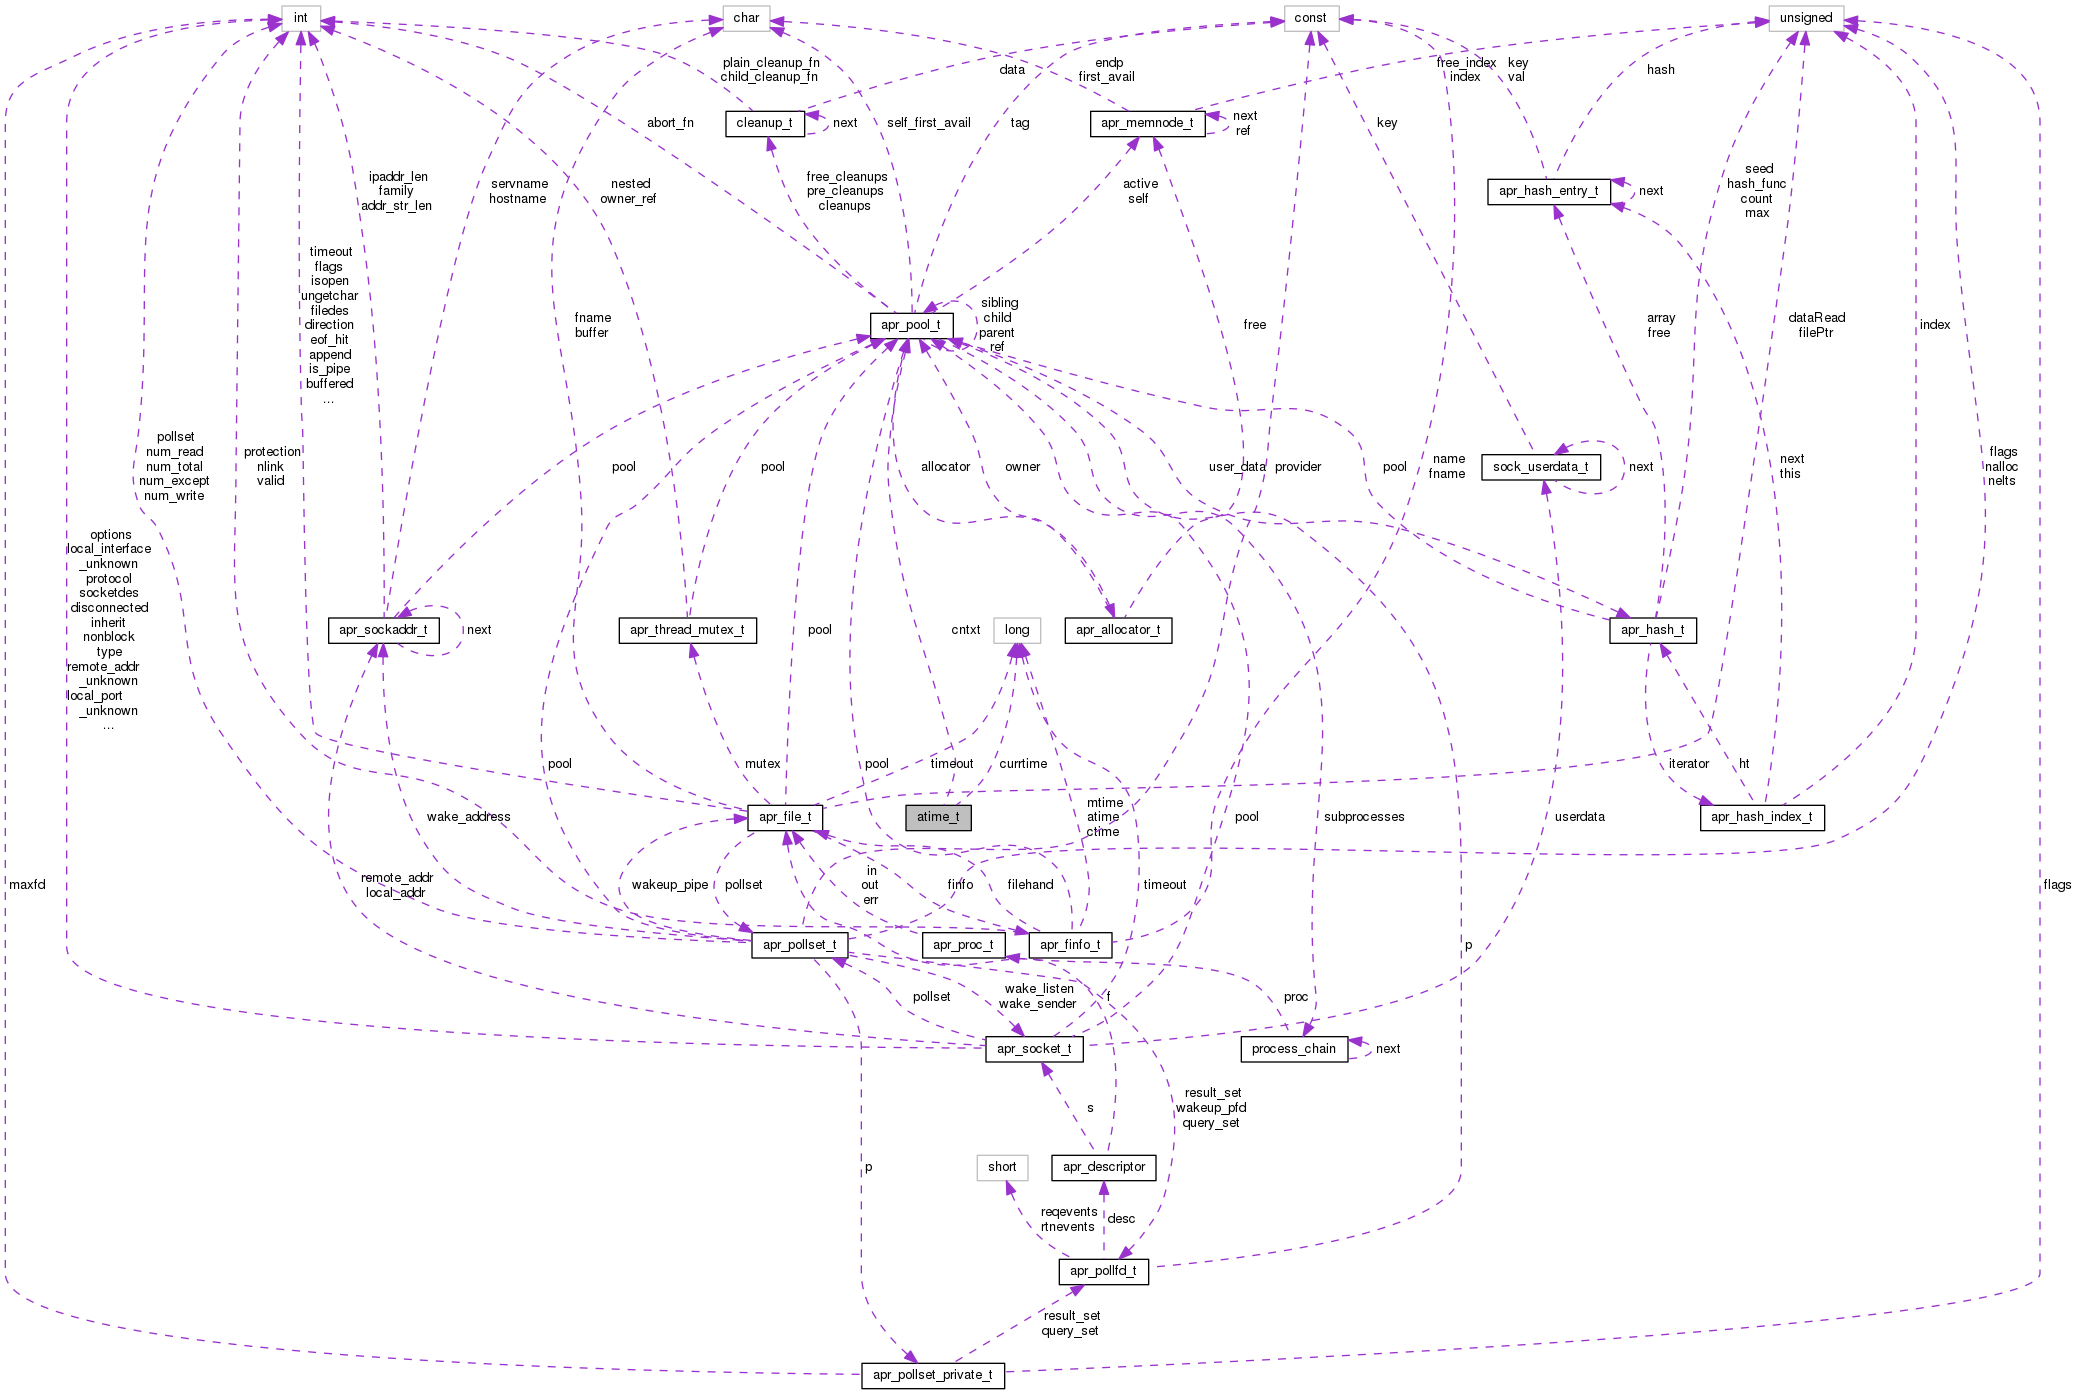 int
char
const
unsigned
plain_cleanup_fn
child_cleanup_fn
data
endp
first_avail
free_index
index
key
val
hash
cleanup_t
next
abort_fn
self_first_avail
tag
apr_memnode_t
next
ref
key
ipaddr_len
family
addr_str_len
servname
hostname
nested
owner_ref
free_cleanups
pre_cleanups
cleanups
active
self
apr_hash_entry_t
next
seed
hash_func
count
max
timeout
flags
isopen
ungetchar
filedes
direction
eof_hit
append
is_pipe
buffered
...
fname
buffer
apr_pool_t
sibling
child
parent
ref
free
array
free
dataRead
filePtr
index
pollset
num_read
num_total
num_except
num_write
protection
nlink
valid
pool
pool
allocator
owner
user_data
provider
pool
name
fname
sock_userdata_t
next
next
this
flags
nalloc
nelts
options
local_interface
_unknown
protocol
socketdes
disconnected
inherit
nonblock
type
remote_addr
_unknown
local_port
_unknown
...
apr_sockaddr_t
next
apr_thread_mutex_t
pool
cntxt
long
apr_allocator_t
apr_hash_t
pool
mutex
pool
timeout
currtime
iterator
ht
wake_address
apr_file_t
atime_t
mtime
atime
ctime
pool
subprocesses
userdata
apr_hash_index_t
maxfd
remote_addr
local_addr
wakeup_pipe
pollset
in
out
err
finfo
filehand
timeout
flags
apr_pollset_t
apr_proc_t
apr_finfo_t
p
pollset
wake_listen
wake_sender
f
proc
apr_socket_t
process_chain
next
s
result_set
wakeup_pfd
query_set
p
short
apr_descriptor
reqevents
rtnevents
desc
apr_pollfd_t
result_set
query_set
apr_pollset_private_t